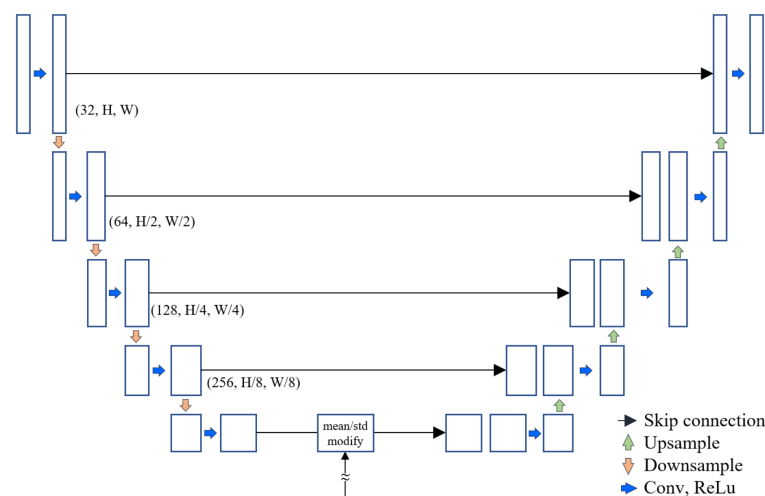 (32, H, W)
(64, H/2, W/2)
(128, H/4, W/4)
(256, H/8, W/8)
mean/std
modify
Skip connection
Upsample
Downsample
Conv, ReLu